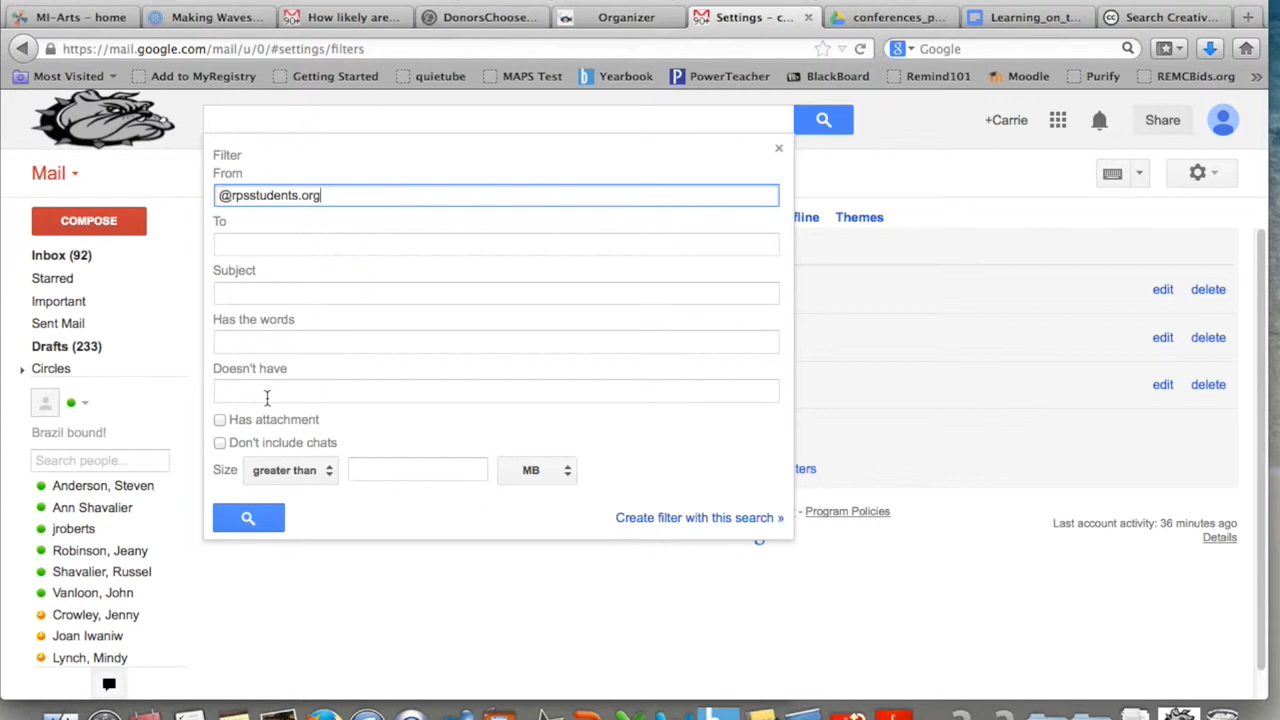 MI-Arts - home
Making Waves...
How likely are...
DonorsChoose...
Organizer
Settings - c...
conferences_p...
Learning_on_t...
Search Creativ...
https://mail.google.com/mail/u/0/#settings/filters
Google
Most Visited
Add to MyRegistry
Getting Started
quietube
MAPS Test
Yearbook
PowerTeacher
BlackBoard
Remind101
Moodle
Purify
REMCBids.org
+Carrie
Share
Mail
COMPOSE
Inbox (92)
Starred
Important
Sent Mail
Drafts (233)
Circles
Brazil bound!
Search people...
Anderson, Steven
Ann Shavalier
jroberts
Robinson, Jeany
Shavalier, Russel
Vanloon, John
Crowley, Jenny
Joan Iwaniw
Lynch, Mindy
Filter
From
@rpsstudents.org
To
Subject
Has the words
Doesn't have
Has attachment
Don't include chats
Size greater than MB
Create filter with this search »
fline Themes
edit delete
edit delete
edit delete
ters
- Program Policies
Last account activity: 36 minutes ago
Details